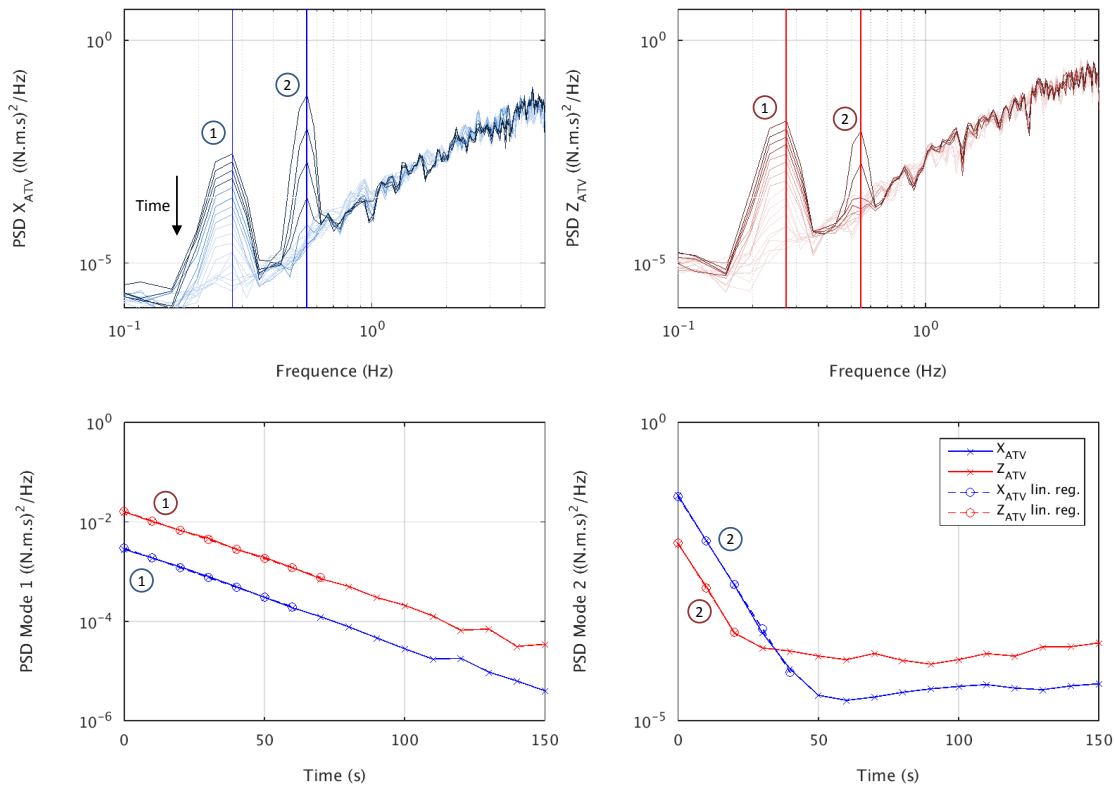 PSD X_ATV ((N.m.s)^2/Hz)
10^0
10^-5
1
2
Time
10^-1
10^0
Frequence (Hz)
PSD Z_ATV ((N.m.s)^2/Hz)
10^0
10^-5
1
2
10^-1
10^0
Frequence (Hz)
PSD Mode 1 ((N.m.s)^2/Hz)
10^0
10^-2
10^-4
10^-6
1
1
0
50
100
150
Time (s)
PSD Mode 2 ((N.m.s)^2/Hz)
10^0
10^-5
X_ATV
Z_ATV
X_ATV lin. reg.
Z_ATV lin. reg.
2
2
0
50
100
150
Time (s)